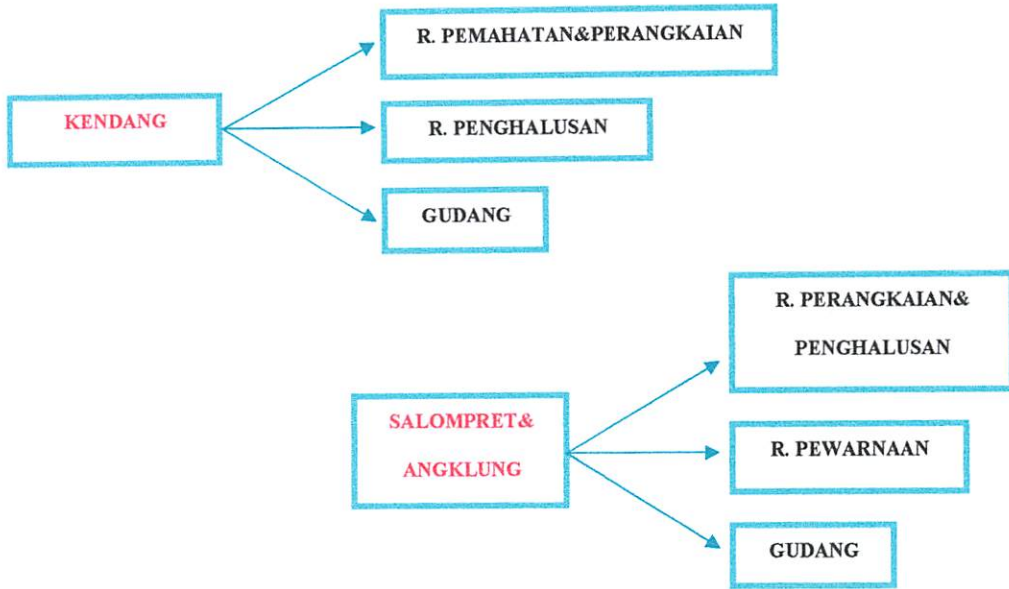 R. PEMAHATAN&PERANGKAIAN
KENDANG
R. PENGHALUSAN
GUDANG
R. PERANGKAIAN&
PENGHALUSAN
SALOMPRET&
ANGKLUNG
R. PEWARNAAN
GUDANG